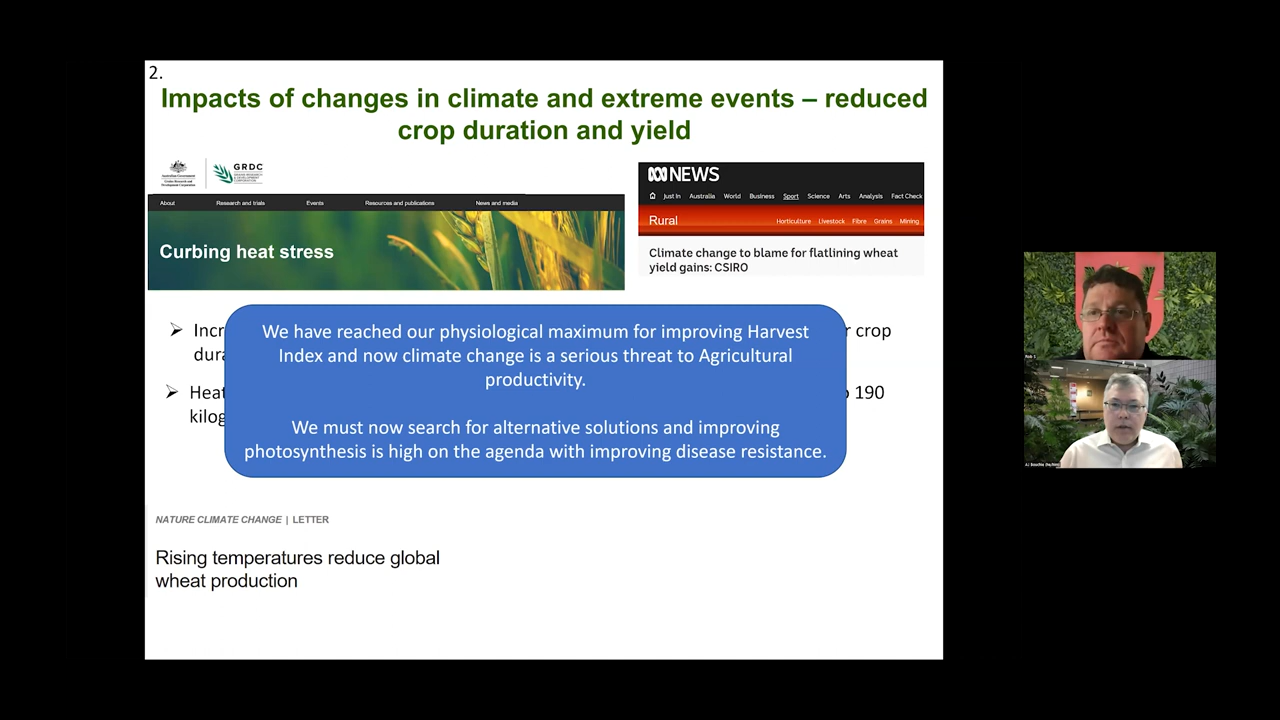 2.
Impacts of changes in climate and extreme events – reduced
crop duration and yield
GRDC
About Research and trials Events Resources and publications News and media
Curbing heat stress
NEWS
Just In Australia World Business Sport Science Arts Analysis Fact Check
Rural Horticulture Livestock Fibre Grains Mining
Climate change to blame for flatlining wheat
yield gains: CSIRO
We have reached our physiological maximum for improving Harvest
Index and now climate change is a serious threat to Agricultural
productivity.
We must now search for alternative solutions and improving
photosynthesis is high on the agenda with improving disease resistance.
Incr
crop
dura
Heat
190
kilog
NATURE CLIMATE CHANGE | LETTER
Rising temperatures reduce global
wheat production